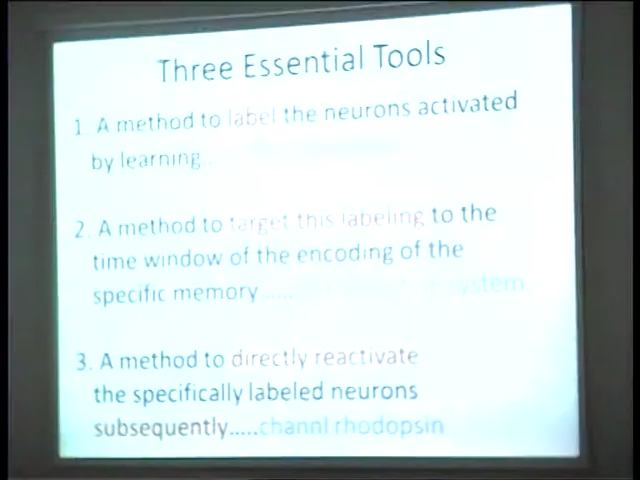 Three Essential Tools
1. A method to label the neurons activated
by learning
2. A method to target this labeling to the
time window of the encoding of the
specific memory ...... system
3. A method to directly reactivate
the specifically labeled neurons
subsequently.....channl rhodopsin